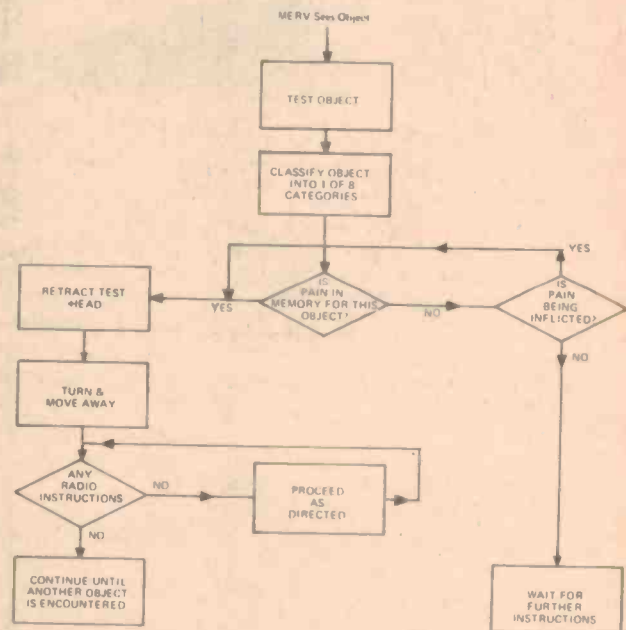 MERV Sees Object
TEST OBJECT
CLASSIFY OBJECT
INTO 1 OF 8
CATEGORIES
YES
RETRACT TEST
HEAD
YES
IS
PAIN IN
MEMORY FOR THIS
OBJECT?
NO
IS
PAIN
BEING
INFLICTED?
NO
TURN &
MOVE AWAY
ANY
RADIO
INSTRUCTIONS
NO
PROCEED
AS
DIRECTED
NO
CONTINUE UNTIL
ANOTHER OBJECT
IS ENCOUNTERED
WAIT FOR
FURTHER
INSTRUCTIONS